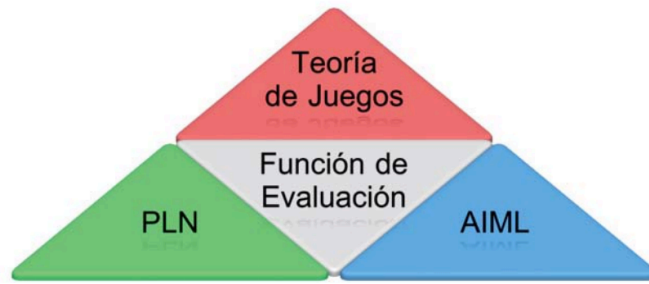 Teoría
de Juegos
Función de
Evaluación
PLN
AIML